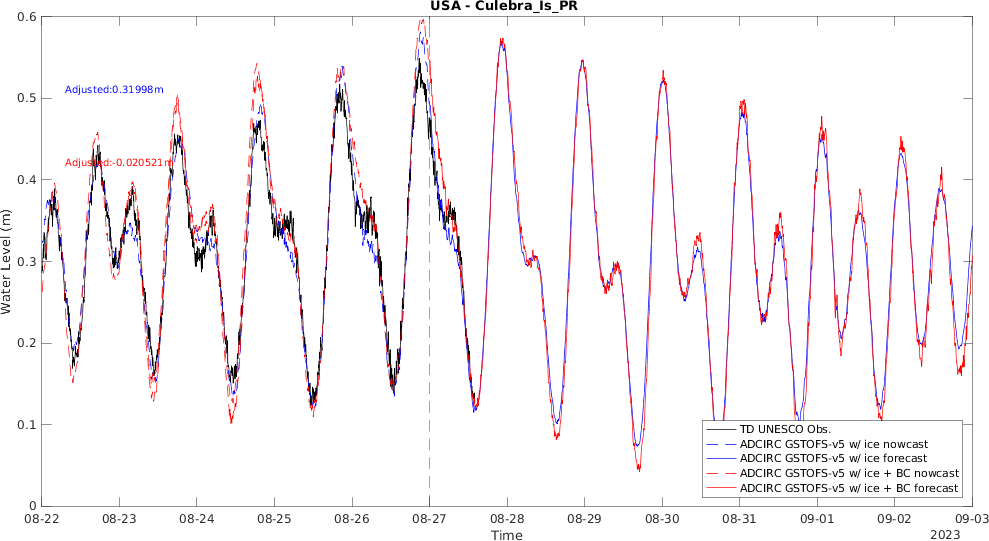 USA - Culebra_Is_PR
0.6
0.5
0.4
0.3
0.2
0.1
0
Water Level (m)
Adjusted:0.31998m
Adjusted:-0.020521m
TD UNESCO Obs.
ADCIRC GSTOFS-v5 w/ ice nowcast
ADCIRC GSTOFS-v5 w/ ice forecast
ADCIRC GSTOFS-v5 w/ ice + BC nowcast
ADCIRC GSTOFS-v5 w/ ice + BC forecast
08-22 08-23 08-24 08-25 08-26 08-27 08-28 08-29 08-30 08-31 09-01 09-02 09-03
Time
2023